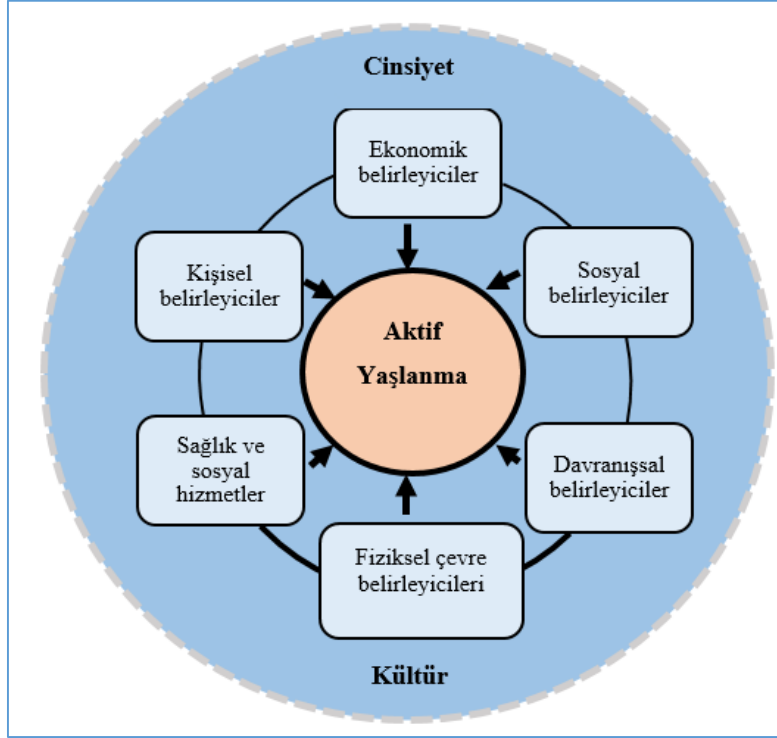 Cinsiyet
Ekonomik
belirleyiciler
Kişisel
belirleyiciler
Sosyal
belirleyiciler
Aktif
Yaşlanma
Sağlık ve
sosyal
hizmetler
Davranışsal
belirleyiciler
Fiziksel çevre
belirleyicileri
Kültür